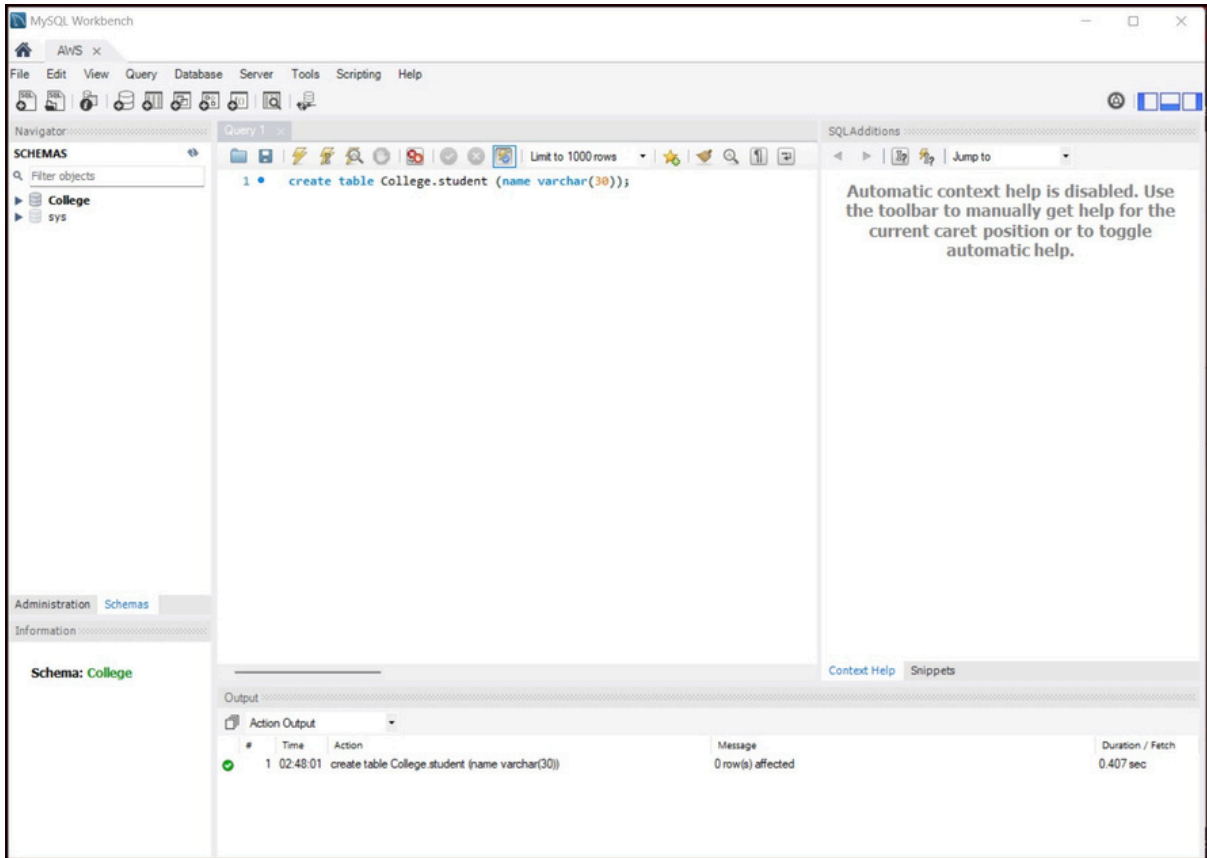 MySQL Workbench
AWS
File Edit View Query Database Server Tools Scripting Help
Navigator
SCHEMAS
Filter objects
College
sys
Administration Schemas
Information
Schema: College
Query 1
Limit to 1000 rows
1 create table College.student (name varchar(30));
SQLAdditions
Jump to
Automatic context help is disabled. Use
the toolbar to manually get help for the
current caret position or to toggle
automatic help.
Context Help Snippets
Output
Action Output
# Time Action Message Duration / Fetch
1 02:48:01 create table College.student (name varchar(30)) 0 row(s) affected 0.407 sec